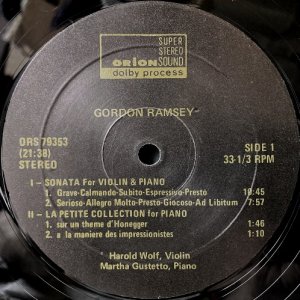 SUPER
STEREO
ORION SOUND
dolby process
GORDON RAMSEY
ORS 79353
(21:38)
STEREO
SIDE 1
33-1/3 RPM
I – SONATA For VIOLIN & PIANO
1. Grave-Calmando-Subito-Espressivo-Presto 10:45
2. Serioso-Allegro Molto-Presto-Giocoso-Ad Libitum 7:57
II – LA PETITE COLLECTION for PIANO
1. sur un theme d'Honegger 1:46
2. a la maniere des impressionistes 1:10
Harold Wolf, Violin
Martha Gustetto, Piano